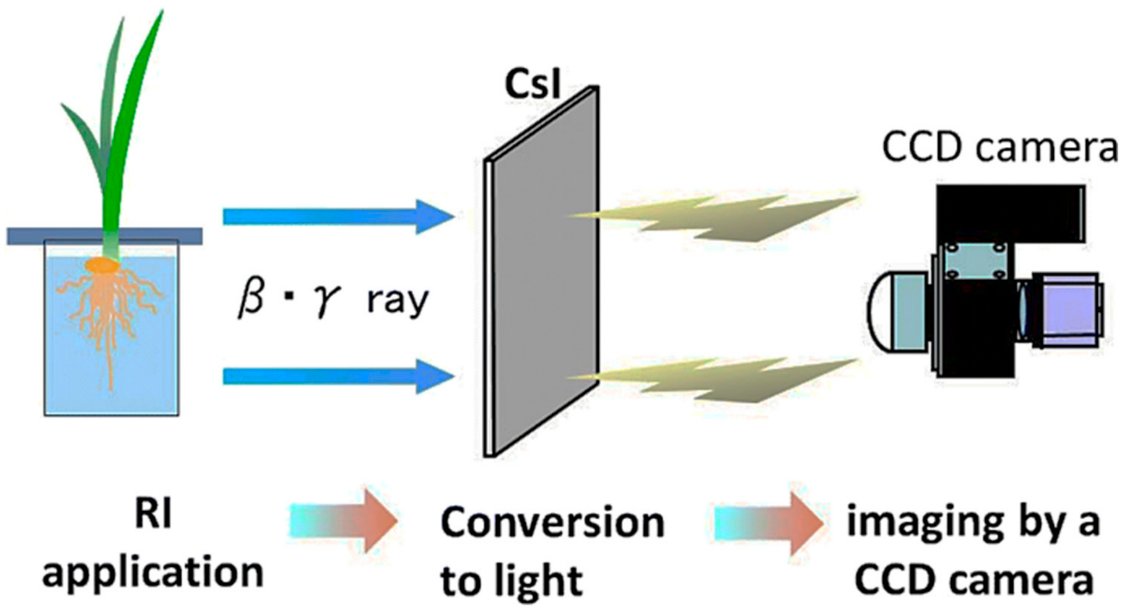 CsI
CCD camera
β・γ ray
RI
application
Conversion
to light
imaging by a
CCD camera